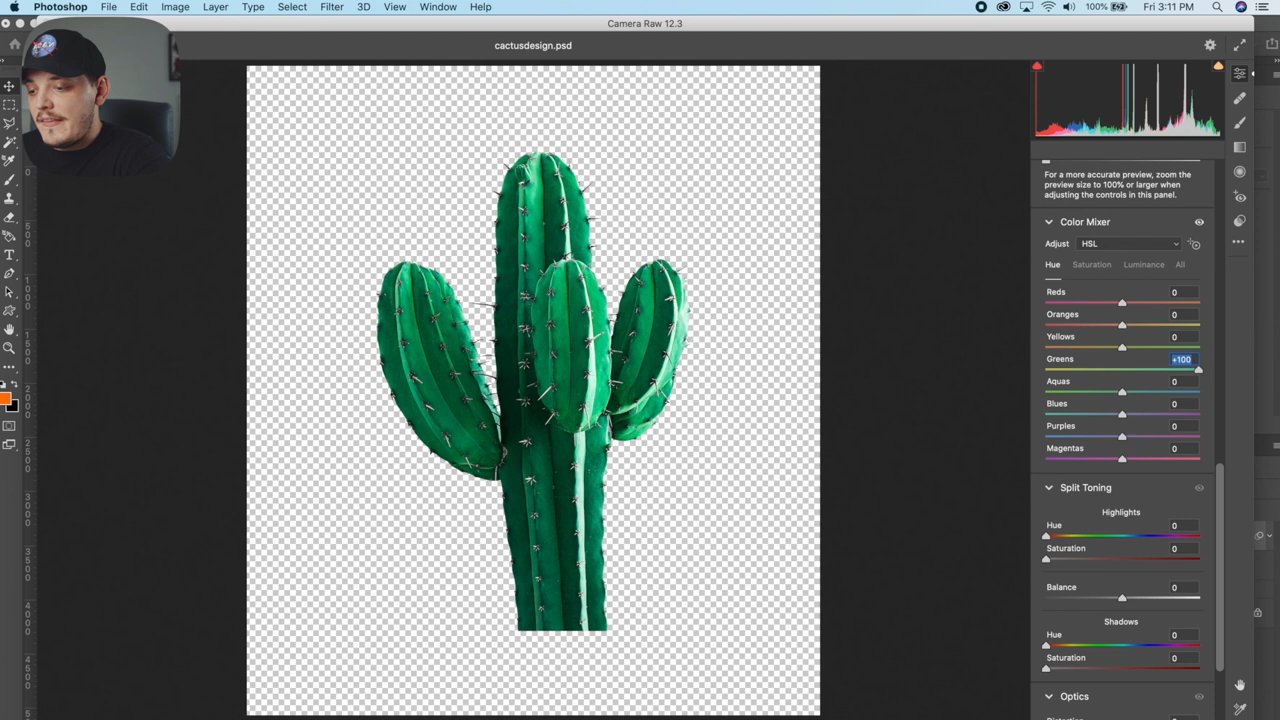 Photoshop File Edit Image Layer Type Select Filter 3D View Window Help 100% Fri 3:11 PM
Camera Raw 12.3
cactusdesign.psd
For a more accurate preview, zoom the
preview size to 100% or larger when
adjusting the controls in this panel.
Color Mixer
Adjust HSL
Hue Saturation Luminance All
Reds 0
Oranges 0
Yellows 0
Greens +100
Aquas 0
Blues 0
Purples 0
Magentas 0
Split Toning
Highlights
Hue 0
Saturation 0
Balance 0
Shadows
Hue 0
Saturation 0
Optics